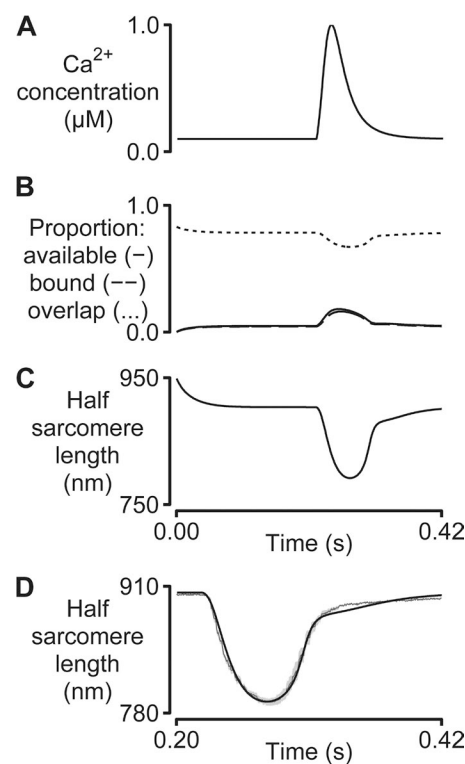 A
Ca2+
concentration
(µM)
1.0
0.0
B
Proportion:
available (−)
bound (−−)
overlap (...)
1.0
0.0
C
Half
sarcomere
length
(nm)
950
750
0.00
Time (s)
0.42
D
Half
sarcomere
length
(nm)
910
780
0.20
Time (s)
0.42